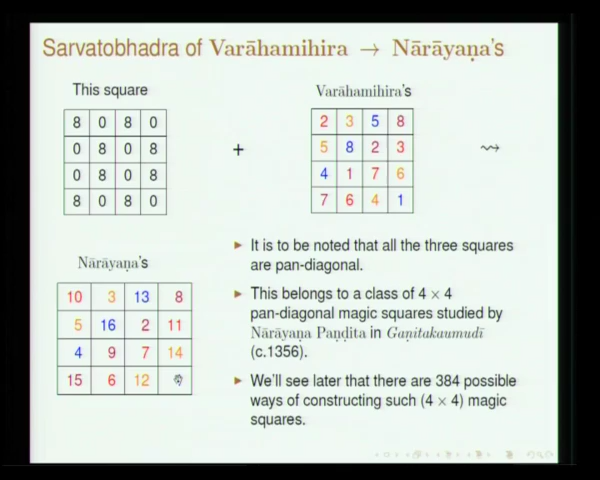 Sarvatobhadra of Varāhamihira → Nārāyaṇa's
This square
8 0 8 0
0 8 0 8
0 8 0 8
8 0 8 0
+
Varāhamihira's
2 3 5 8
5 8 2 3
4 1 7 6
7 6 4 1
⇝
Nārāyaṇa's
10 3 13 8
5 16 2 11
4 9 7 14
15 6 12
► It is to be noted that all the three squares
are pan-diagonal.
► This belongs to a class of 4 × 4
pan-diagonal magic squares studied by
Nārāyaṇa Paṇḍita in Gaṇitakaumudī
(c.1356).
► We'll see later that there are 384 possible
ways of constructing such (4 × 4) magic
squares.